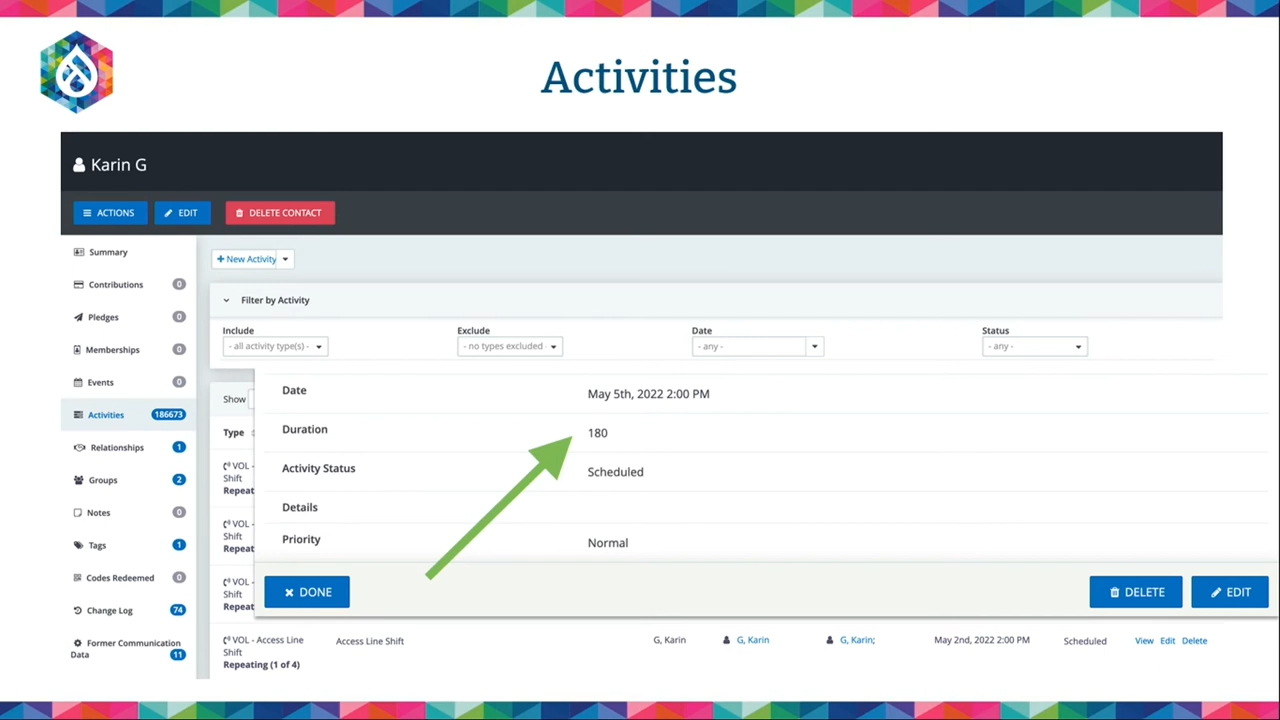 Activities
Karin G
ACTIONS
EDIT
DELETE CONTACT
Summary
Contributions 0
Pledges 0
Memberships 0
Events 0
Activities 186673
Relationships 1
Groups 2
Notes 0
Tags 1
Codes Redeemed 0
Change Log 74
Former Communication
Data 11
+ New Activity
Filter by Activity
Include
- all activity type(s) -
Exclude
- no types excluded -
Date
- any -
Status
- any -
Show
Type
VOL -
Shift
Repeat
VOL -
Shift
Repeat
VOL -
Shift
Repeat
Date May 5th, 2022 2:00 PM
Duration 180
Activity Status Scheduled
Details
Priority Normal
DONE
DELETE
EDIT
VOL - Access Line
Shift
Repeating (1 of 4)
Access Line Shift
G, Karin
G, Karin
G, Karin;
May 2nd, 2022 2:00 PM
Scheduled
View Edit Delete